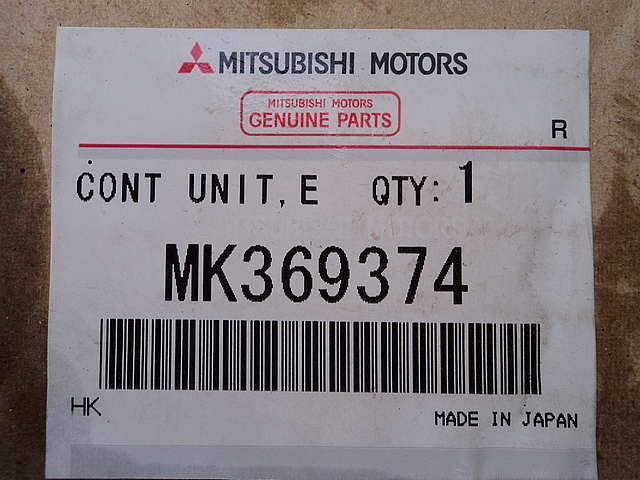 MITSUBISHI MOTORS
MITSUBISHI MOTORS
GENUINE PARTS
R
CONT UNIT, E QTY: 1
MK369374
HK
MADE IN JAPAN